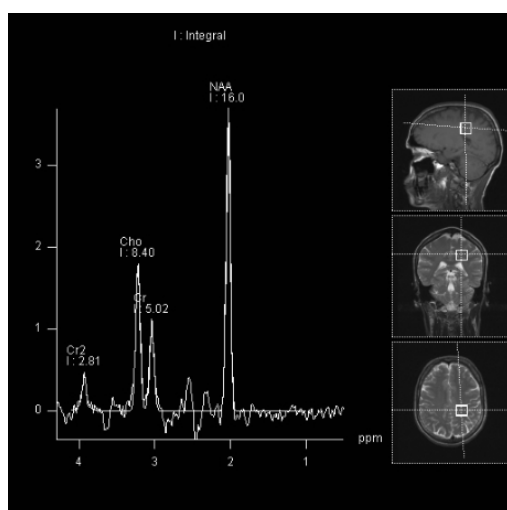 I : Integral
NAA
I : 16.0
3
2
Cho
I : 8.40
Cr
I : 5.02
1
Cr2
I : 2.81
0
ppm
4 3 2 1